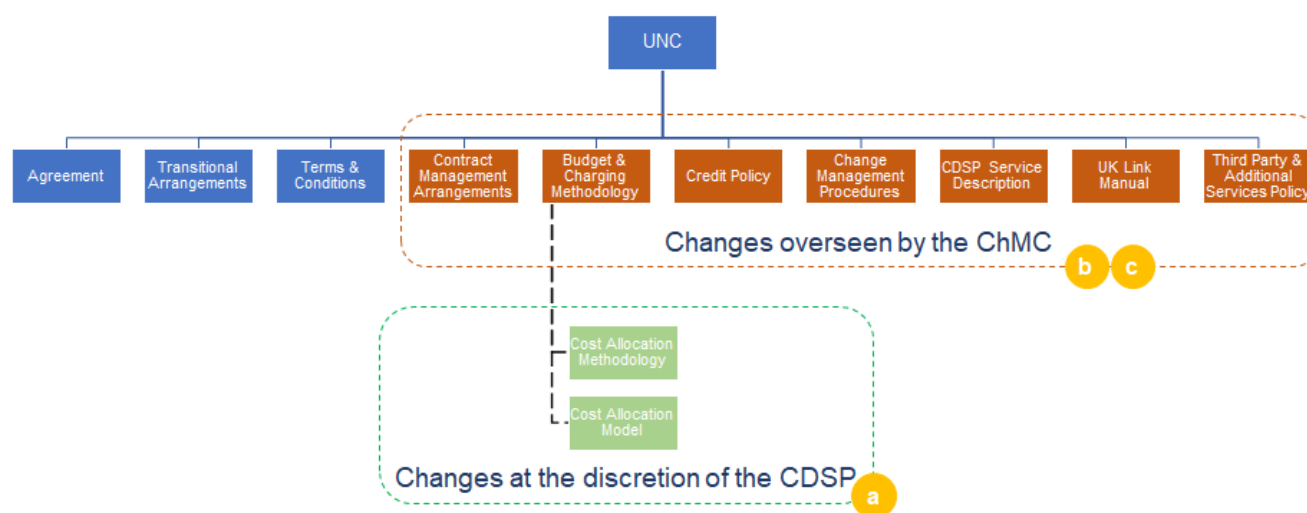 UNC
Agreement
Transitional
Arrangements
Terms &
Conditions
Contract
Management
Arrangements
Budget &
Charging
Methodology
Credit Policy
Change
Management
Procedures
CDSP Service
Description
UK Link
Manual
Third Party &
Additional
Services Policy
Changes overseen by the ChMC
b
c
Cost Allocation
Methodology
Cost Allocation
Model
Changes at the discretion of the CDSP
a